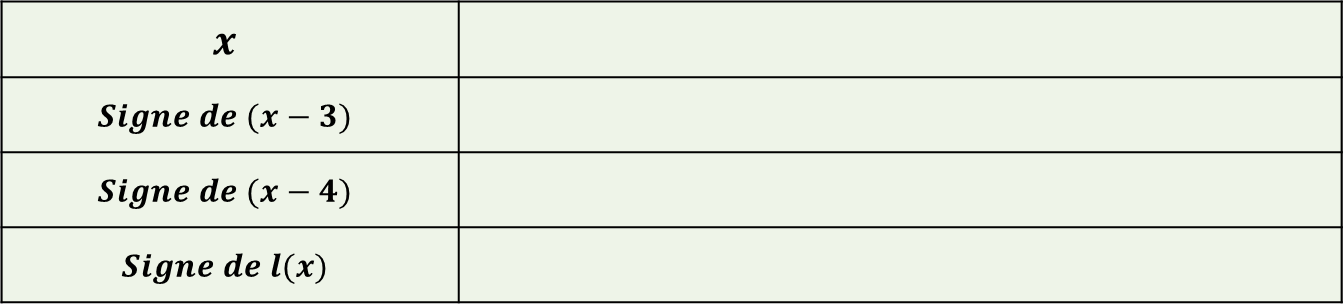 x
Signe de (x − 3)
Signe de (x − 4)
Signe de l(x)